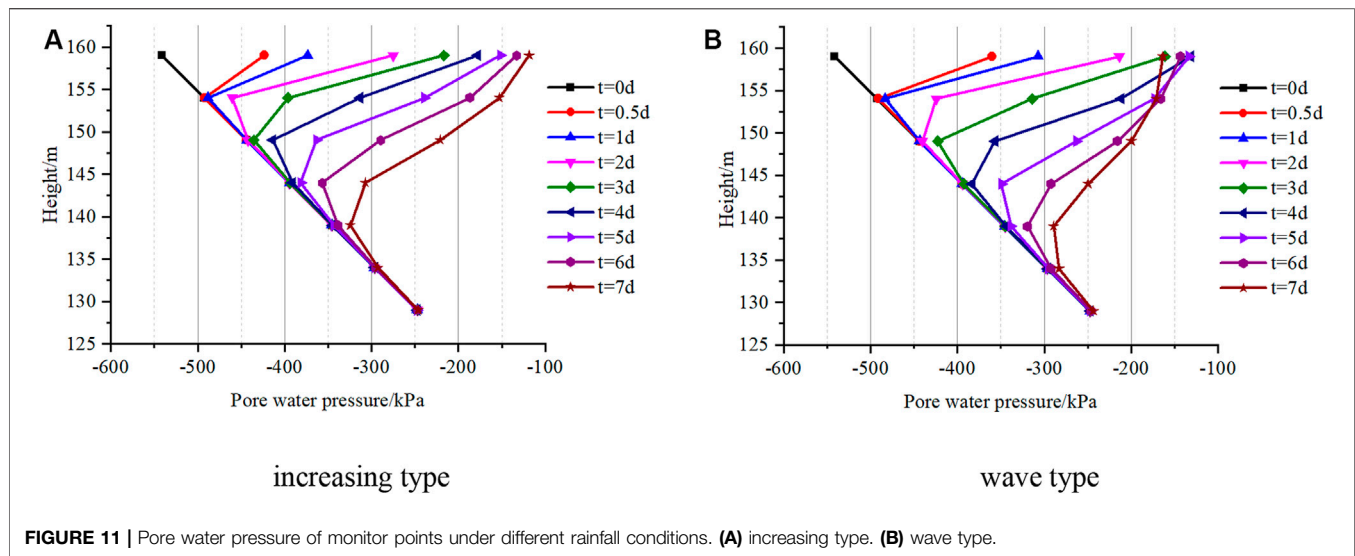 A
160
155
150
145
140
135
130
125
Height/m
-600 -500 -400 -300 -200 -100
Pore water pressure/kPa
t=0d
t=0.5d
t=1d
t=2d
t=3d
t=4d
t=5d
t=6d
t=7d
increasing type
B
160
155
150
145
140
135
130
125
Height/m
-600 -500 -400 -300 -200 -100
Pore water pressure/kPa
t=0d
t=0.5d
t=1d
t=2d
t=3d
t=4d
t=5d
t=6d
t=7d
wave type
FIGURE 11 | Pore water pressure of monitor points under different rainfall conditions. (A) increasing type. (B) wave type.